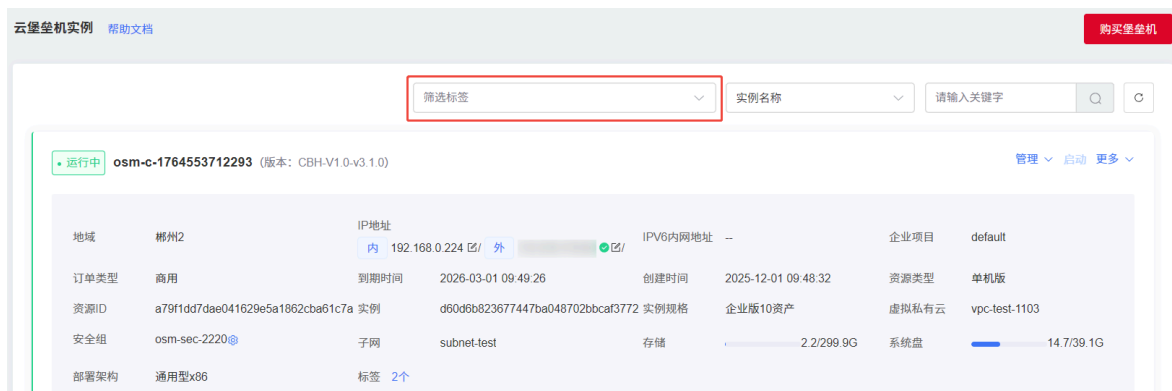 云堡垒机实例 帮助文档 购买堡垒机
筛选标签 实例名称 请输入关键字
运行中 osm-c-1764553712293 (版本: CBH-V1.0-v3.1.0) 管理 启动 更多
地域 郴州2 IP地址 内 192.168.0.224 / 外 / IPV6内网地址 -- 企业项目 default
订单类型 商用 到期时间 2026-03-01 09:49:26 创建时间 2025-12-01 09:48:32 资源类型 单机版
资源ID a79f1dd7dae041629e5a1862cba61c7a 实例 d60d6b823677447ba048702bbcaf3772 实例规格 企业版10资产 虚拟私有云 vpc-test-1103
安全组 osm-sec-2220 子网 subnet-test 存储 2.2/299.9G 系统盘 14.7/39.1G
部署架构 通用型x86 标签 2个